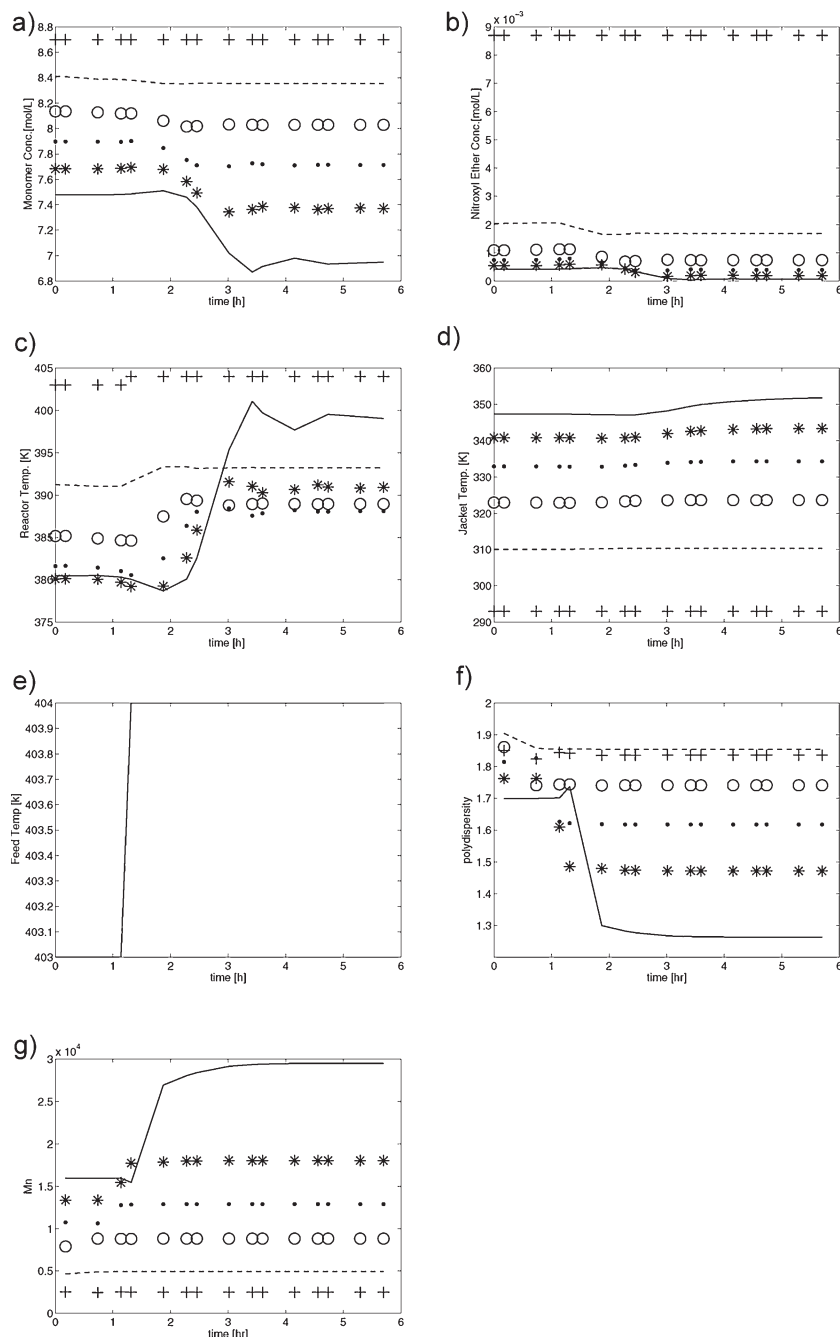 a)
8.8
8.6
8.4
8.2
8
7.8
7.6
7.4
7.2
7
6.8
Monomer Conc.[mol/L]
0 1 2 3 4 5 6
time [h]
b)
x 10⁻³
9
8
7
6
5
4
3
2
1
0
Nitroxyl Ether Conc.[mol/L]
0 1 2 3 4 5 6
time [h]
c)
405
400
395
390
385
380
375
Reactor Temp. [K]
0 1 2 3 4 5 6
time [h]
d)
360
350
340
330
320
310
300
290
Jacket Temp. [K]
0 1 2 3 4 5 6
time [h]
e)
404
403.9
403.8
403.7
403.6
403.5
403.4
403.3
403.2
403.1
403
Feed Temp [k]
0 1 2 3 4 5 6
time [h]
f)
2
1.9
1.8
1.7
1.6
1.5
1.4
1.3
polydispersity
0 1 2 3 4 5 6
time [hr]
g)
x 10⁴
3
2.5
2
1.5
1
0.5
0
Mn
0 1 2 3 4 5 6
time [hr]